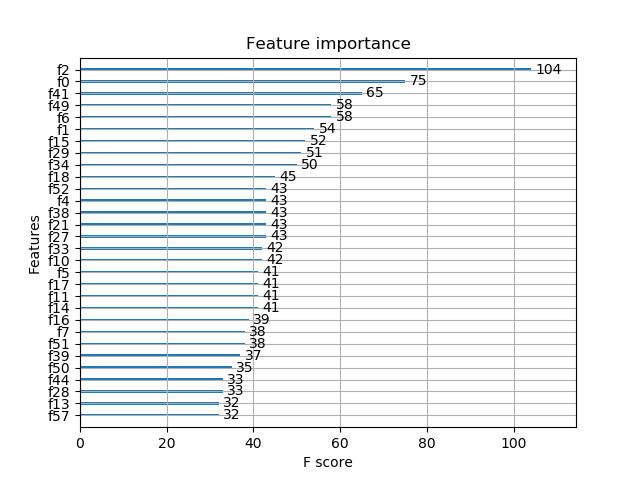 Feature importance
f2 104
f0 75
f41 65
f49 58
f6 58
f1 54
f15 52
f29 51
f34 50
f18 45
f52 43
f4 43
f38 43
f21 43
f27 43
f33 42
f10 42
f5 41
f17 41
f11 41
f14 41
f16 39
f7 38
f51 38
f39 37
f50 35
f44 33
f28 33
f13 32
f57 32
Features
0 20 40 60 80 100
F score